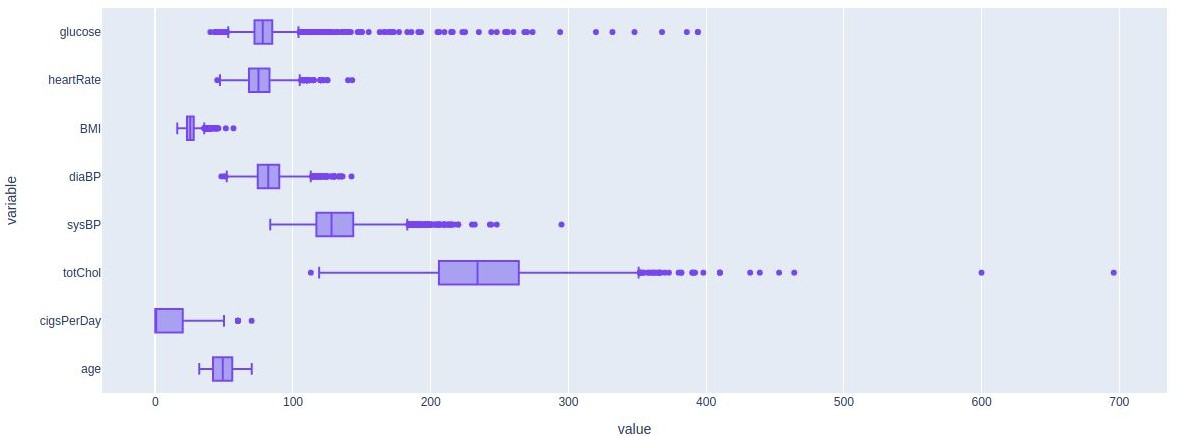 glucose
heartRate
BMI
diaBP
sysBP
totChol
cigsPerDay
age
variable
0 100 200 300 400 500 600 700
value